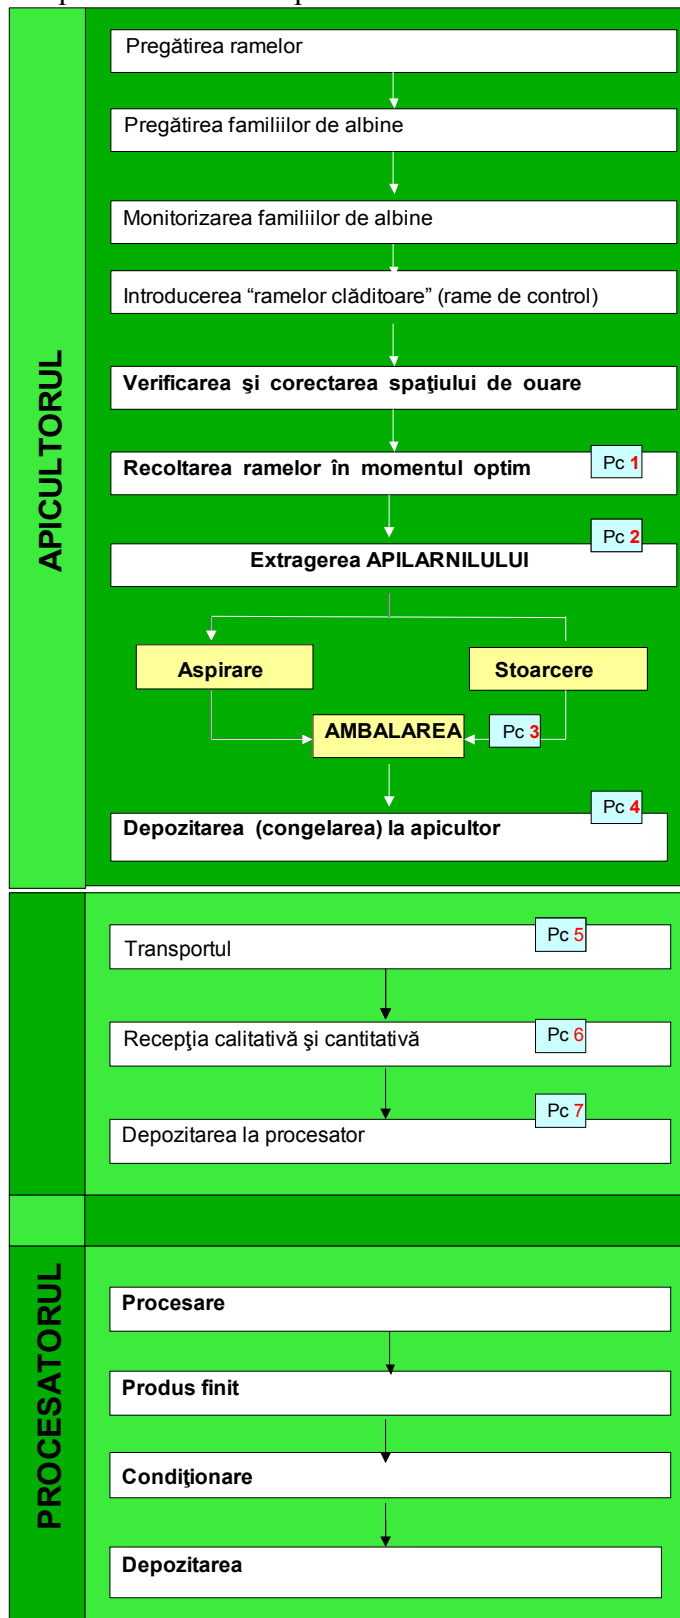 APICULTORUL
Pregătirea ramelor
Pregătirea familiilor de albine
Monitorizarea familiilor de albine
Introducerea “ramelor clăditoare” (rame de control)
Verificarea şi corectarea spaţiului de ouare
Recoltarea ramelor în momentul optim
Pc 1
Pc 2
Extragerea APILARNILULUI
Aspirare
Stoarcere
AMBALAREA
Pc 3
Pc 4
Depozitarea (congelarea) la apicultor
Pc 5
Transportul
Recepţia calitativă şi cantitativă
Pc 6
Pc 7
Depozitarea la procesator
PROCESATORUL
Procesare
Produs finit
Condiţionare
Depozitarea